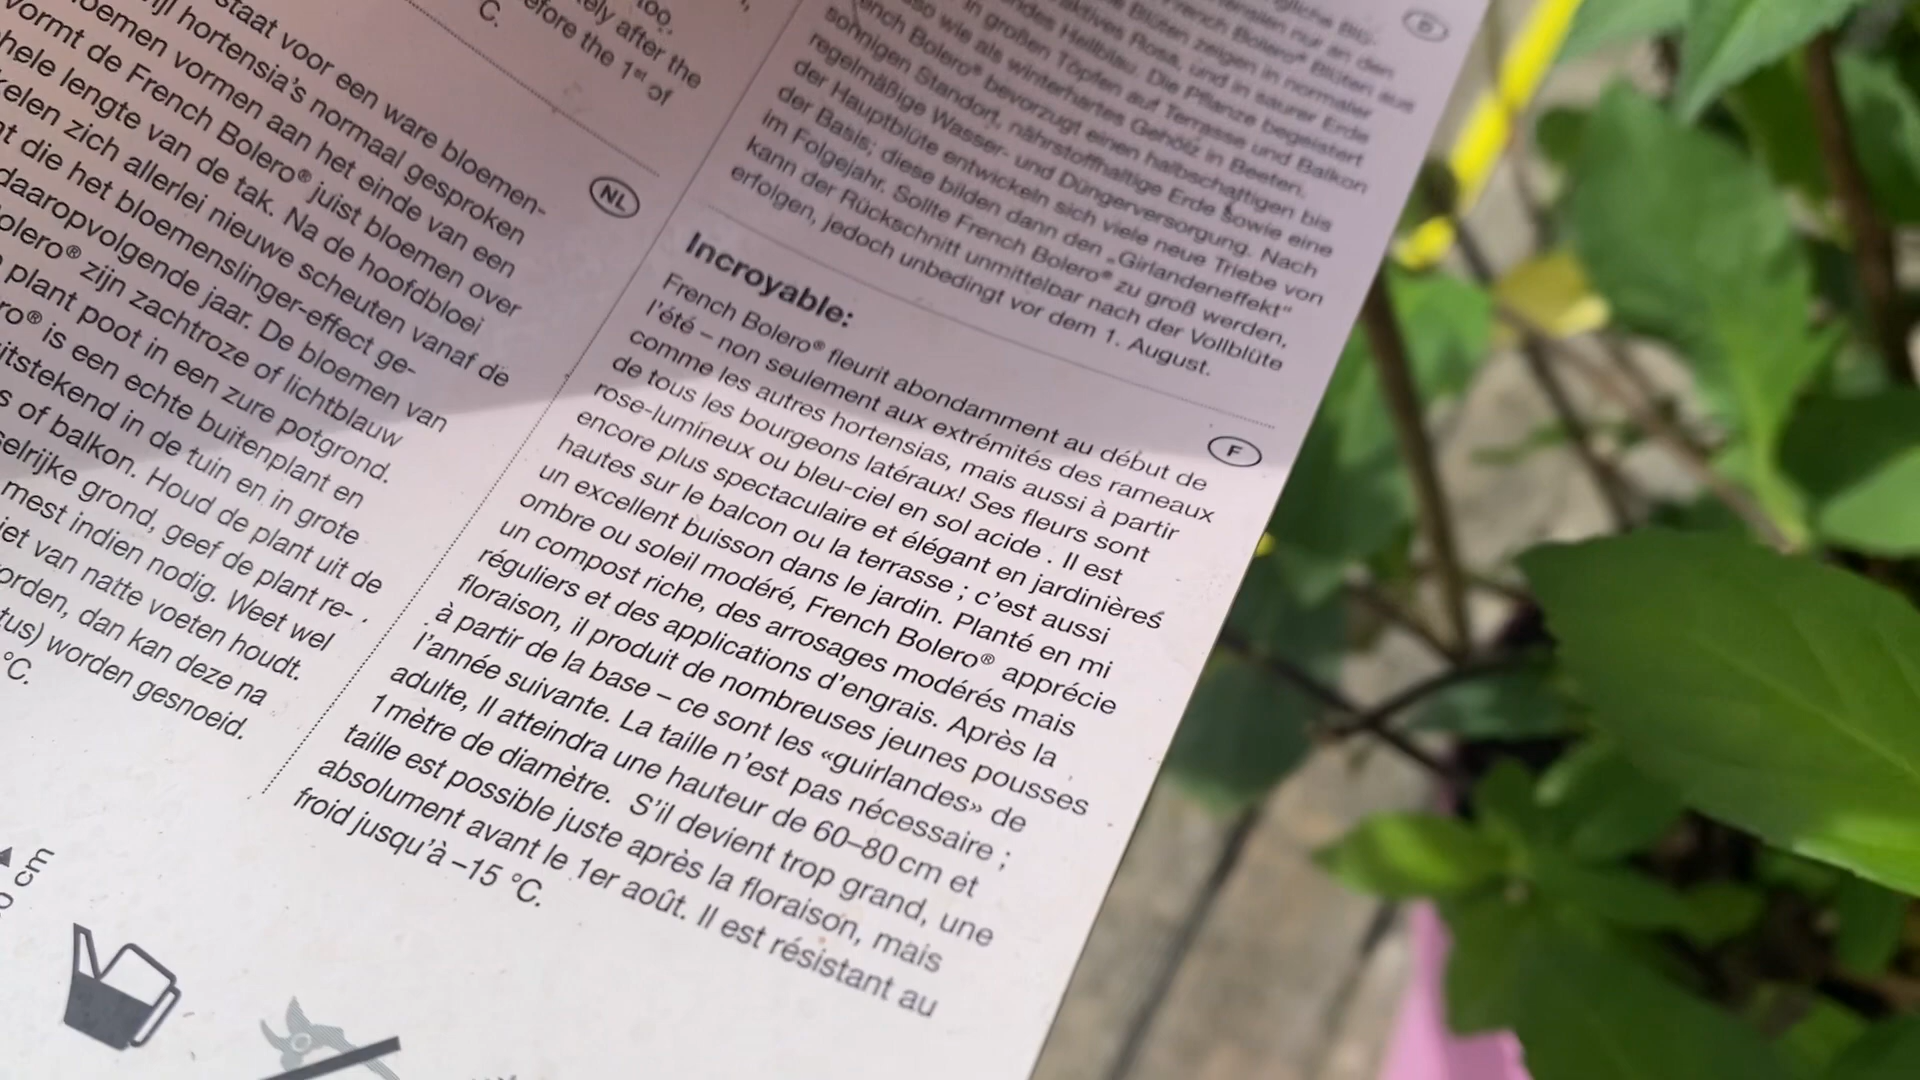 too.
ely after the
efore the 1st of
C.
staat voor een ware bloemen-
ijl hortensia's normaal gesproken
oemen vormen aan het einde van een
vormt de French Bolero® juist bloemen over
hele lengte van de tak. Na de hoofdbloei
kelen zich allerlei nieuwe scheuten vanaf de
t die het bloemenslinger-effect ge-
daaropvolgende jaar. De bloemen van
olero® zijn zachtroze of lichtblauw
plant poot in een zure potgrond.
ro® is een echte buitenplant en
itstekend in de tuin en in grote
s of balkon. Houd de plant uit de
selrijke grond, geef de plant re-
mest indien nodig. Weet wel
iet van natte voeten houdt.
orden, dan kan deze na
tus) worden gesnoeid.
°C.
NL
D
in großen Töpfen auf Terrasse und Balkon
so wie als winterhartes Gehölz in Beeten.
ench Bolero® bevorzugt einen halbschattigen bis
sonnigen Standort, nährstoffhaltige Erde sowie eine
regelmäßige Wasser- und Düngerversorgung. Nach
der Hauptblüte entwickeln sich viele neue Triebe von
der Basis; diese bilden dann den „Girlandeneffekt“
im Folgejahr. Sollte French Bolero® zu groß werden,
kann der Rückschnitt unmittelbar nach der Vollblüte
erfolgen, jedoch unbedingt vor dem 1. August.
F
Incroyable:
French Bolero® fleurit abondamment au début de
l'été – non seulement aux extrémités des rameaux
comme les autres hortensias, mais aussi à partir
de tous les bourgeons latéraux! Ses fleurs sont
rose-lumineux ou bleu-ciel en sol acide . Il est
encore plus spectaculaire et élégant en jardinières
hautes sur le balcon ou la terrasse ; c'est aussi
un excellent buisson dans le jardin. Planté en mi
ombre ou soleil modéré, French Bolero® apprécie
un compost riche, des arrosages modérés mais
réguliers et des applications d'engrais. Après la
floraison, il produit de nombreuses jeunes pousses
à partir de la base – ce sont les «guirlandes» de
l'année suivante. La taille n'est pas nécessaire ;
adulte, Il atteindra une hauteur de 60–80 cm et
1 mètre de diamètre. S'il devient trop grand, une
taille est possible juste après la floraison, mais
absolument avant le 1er août. Il est résistant au
froid jusqu'à –15 °C.
cm